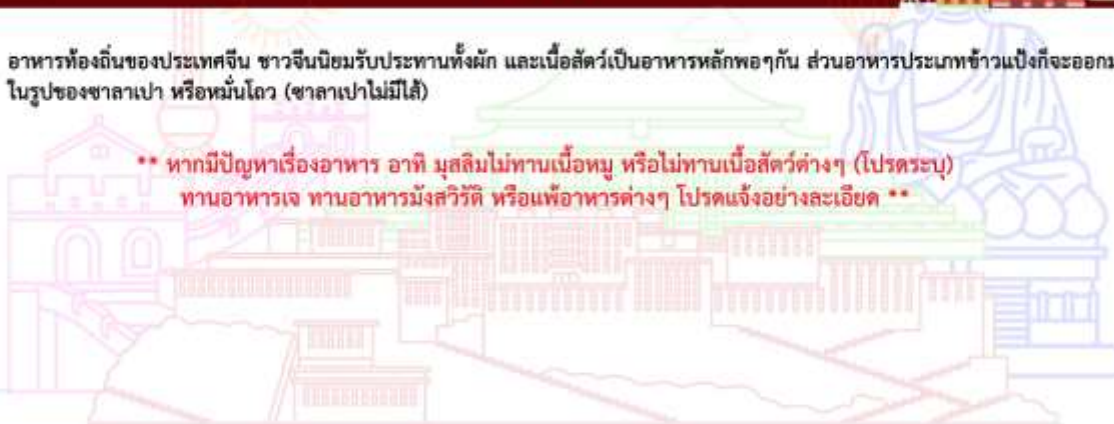 อาหารท้องถิ่นของประเทศจีน ชาวจีนนิยมรับประทานทั้งผัก และเนื้อสัตว์เป็นอาหารหลักพอๆกัน ส่วนอาหารประเภทข้าวแป้งก็จะออกม
ในรูปของซาลาเปา หรือหมั่นโถว (ซาลาเปาไม่มีไส้)
** หากมีปัญหาเรื่องอาหาร อาทิ มุสลิมไม่ทานเนื้อหมู หรือไม่ทานเนื้อสัตว์ต่างๆ (โปรดระบุ)
ทานอาหารเจ ทานอาหารมังสวิรัติ หรือแพ้อาหารต่างๆ โปรดแจ้งอย่างละเอียด **